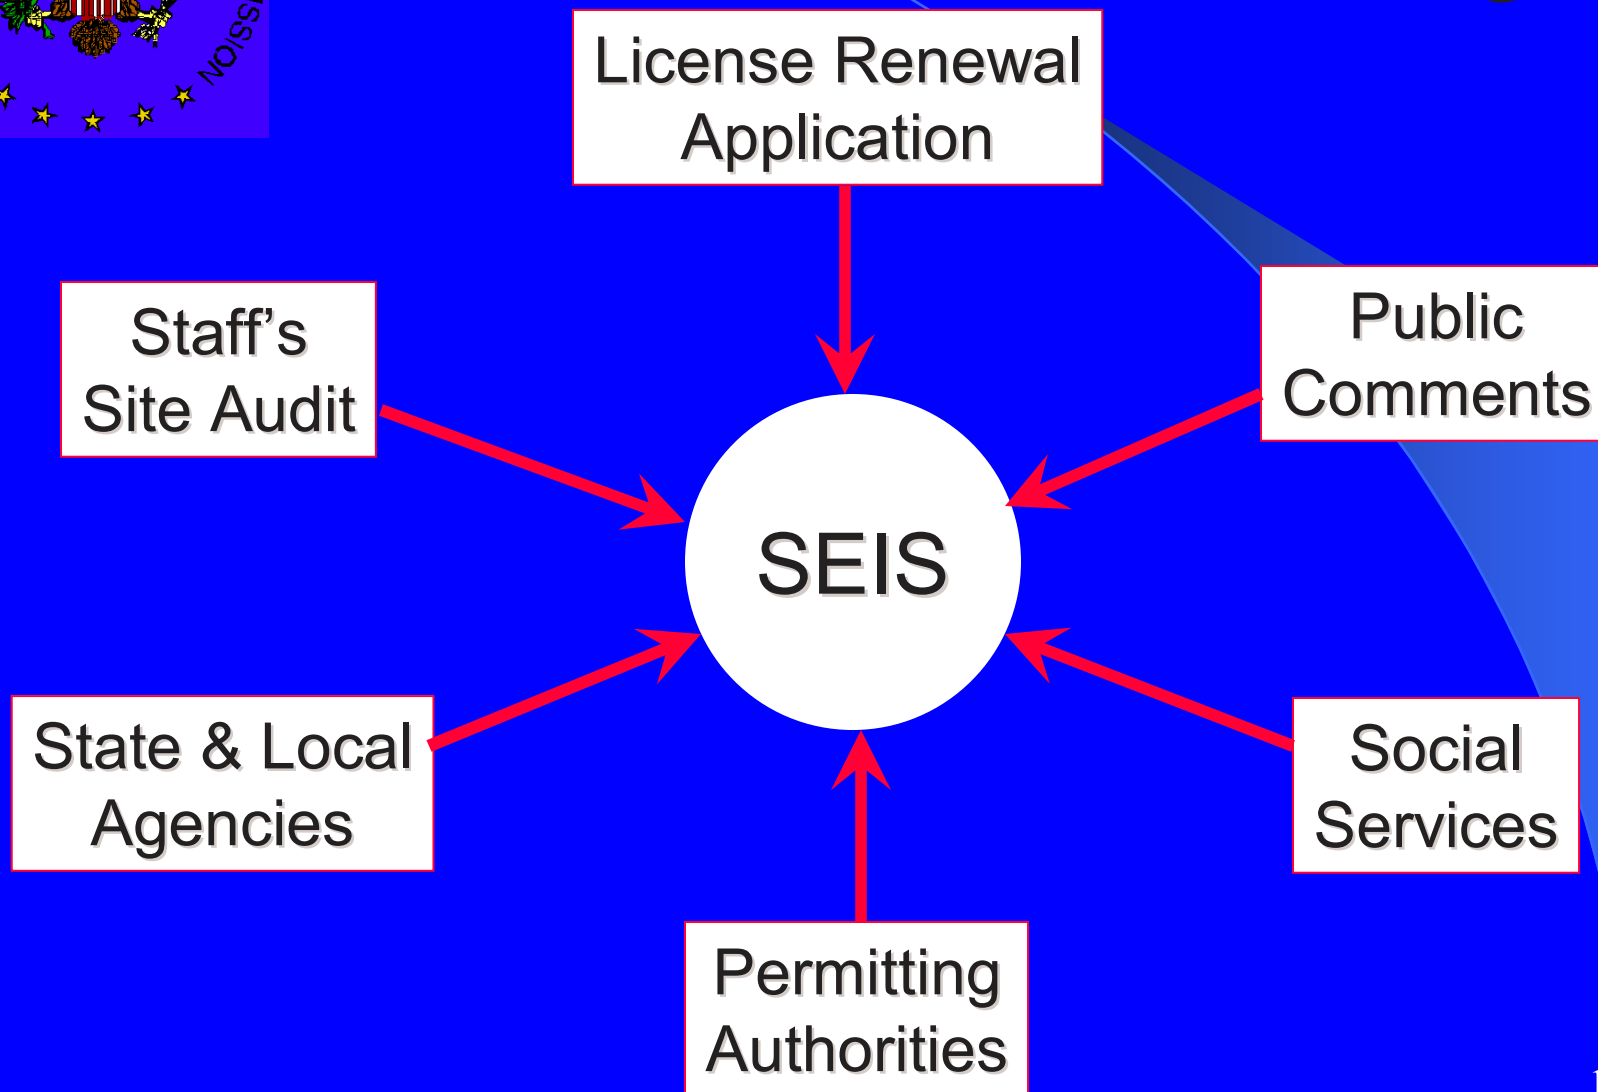 License Renewal
Application
Staff’s
Site Audit
Public
Comments
SEIS
State & Local
Agencies
Social
Services
Permitting
Authorities